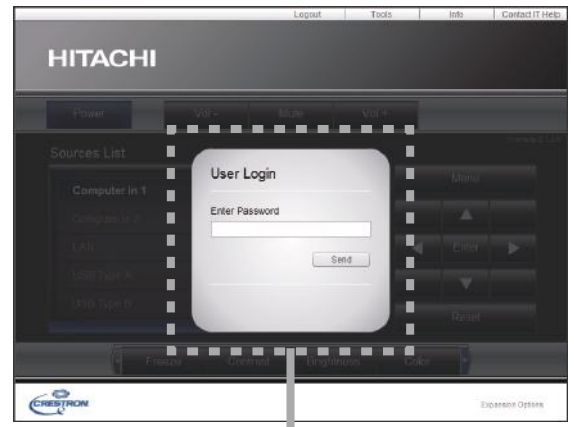 Logout Tools Info Contact IT Help
HITACHI
Power Vol - Mute Vol +
Sources List
User Login
Menu
Computer in 1
Enter Password
Computer in 2
LAN
Send
Enter
USB Type A
USB Type B
Reset
Freeze Contrast Brightness Color
CRESTRON
Expansion Options